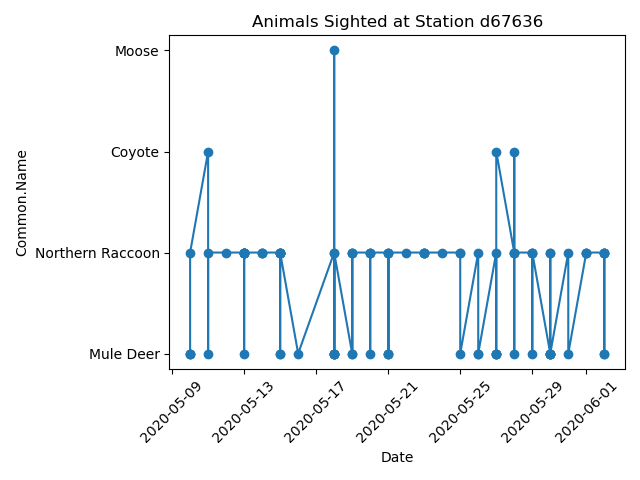 Animals Sighted at Station d67636
Moose
Coyote
Northern Raccoon
Mule Deer
Common.Name
2020-05-09
2020-05-13
2020-05-17
2020-05-21
2020-05-25
2020-05-29
2020-06-01
Date